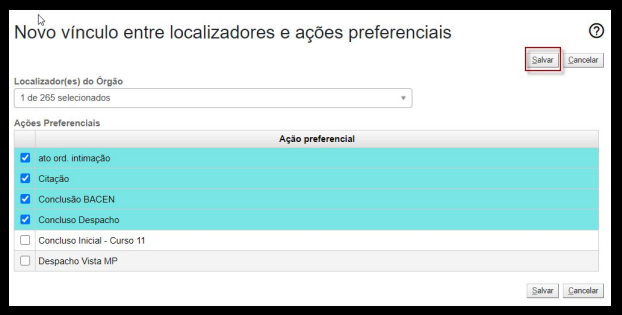 Novo vínculo entre localizadores e ações preferenciais
Salvar Cancelar
Localizador(es) do Órgão
1 de 265 selecionados
Ações Preferenciais
Ação preferencial
ato ord. intimação
Citação
Conclusão BACEN
Concluso Despacho
Concluso Inicial - Curso 11
Despacho Vista MP
Salvar Cancelar